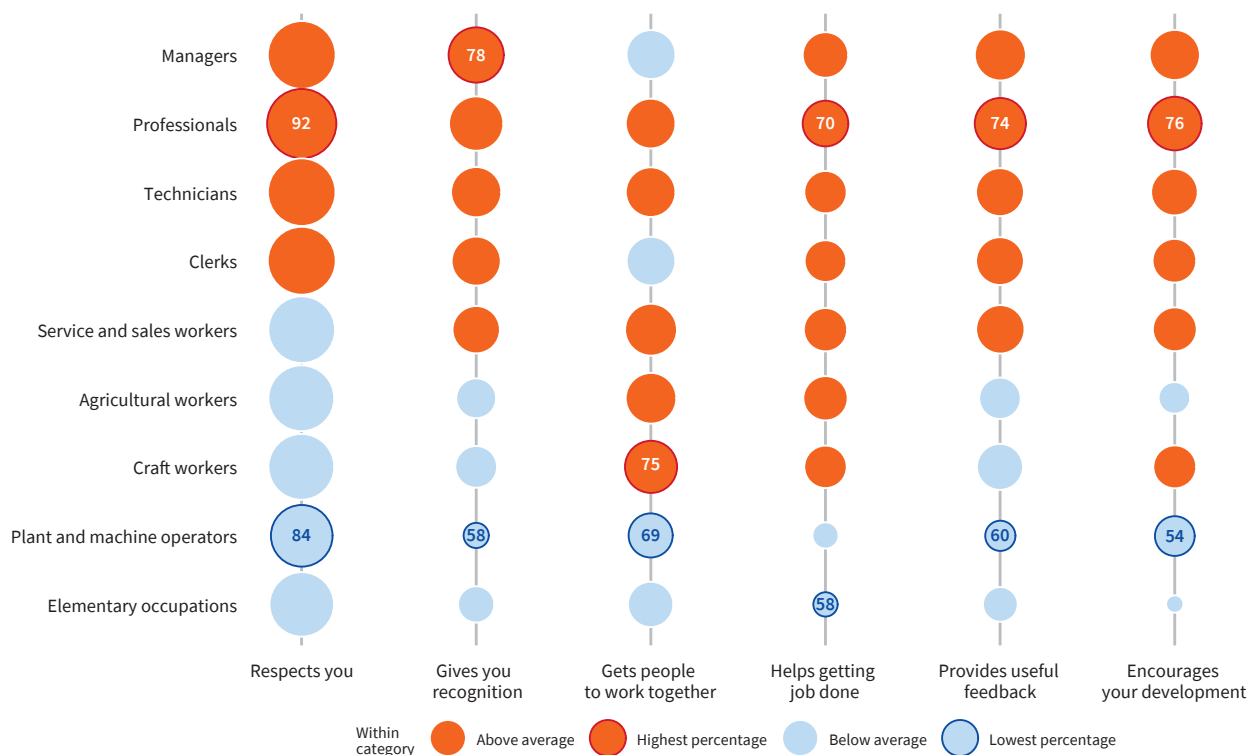 Managers
78
Professionals
92
70
74
76
Technicians
Clerks
Service and sales workers
Agricultural workers
Craft workers
75
Plant and machine operators
84
58
69
60
54
Elementary occupations
58
Respects you
Gives you
recognition
Gets people
to work together
Helps getting
job done
Provides useful
feedback
Encourages
your development
Within
category
Above average
Highest percentage
Below average
Lowest percentage